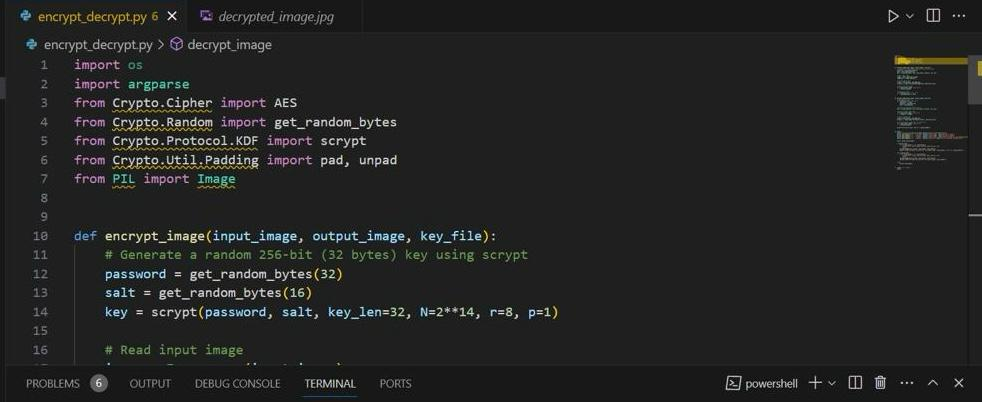 encrypt_decrypt.py 6 decrypted_image.jpg
encrypt_decrypt.py > decrypt_image
1 import os
2 import argparse
3 from Crypto.Cipher import AES
4 from Crypto.Random import get_random_bytes
5 from Crypto.Protocol.KDF import scrypt
6 from Crypto.Util.Padding import pad, unpad
7 from PIL import Image
8
9
10 def encrypt_image(input_image, output_image, key_file):
11 # Generate a random 256-bit (32 bytes) key using scrypt
12 password = get_random_bytes(32)
13 salt = get_random_bytes(16)
14 key = scrypt(password, salt, key_len=32, N=2**14, r=8, p=1)
15
16 # Read input image
PROBLEMS 6 OUTPUT DEBUG CONSOLE TERMINAL PORTS powershell